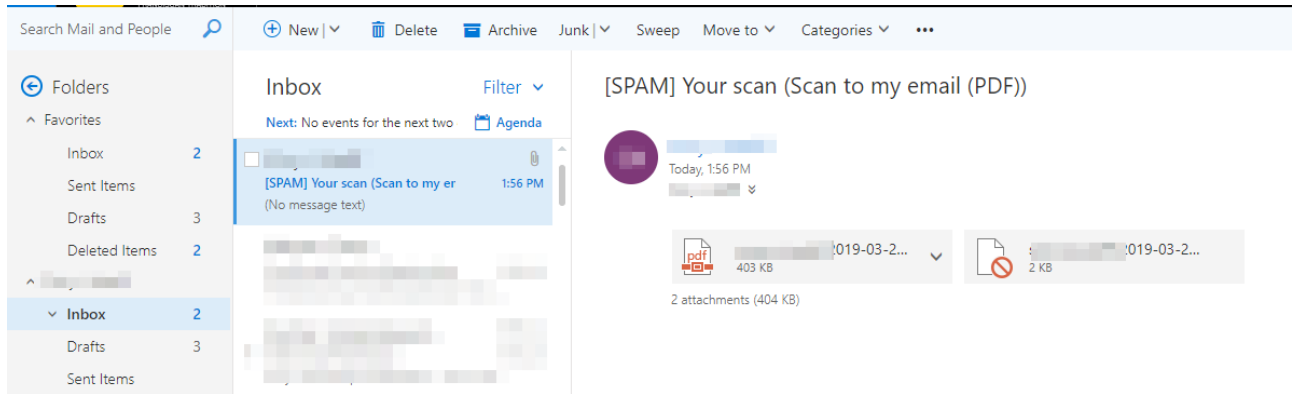 Search Mail and People
New
Delete
Archive
Junk
Sweep
Move to
Categories
•••
Folders
Favorites
Inbox 2
Sent Items
Drafts 3
Deleted Items 2
Inbox 2
Drafts 3
Sent Items
Inbox
Filter
Next: No events for the next two
Agenda
[SPAM] Your scan (Scan to my er 1:56 PM
(No message text)
[SPAM] Your scan (Scan to my email (PDF))
Today, 1:56 PM
pdf
2019-03-2...
403 KB
019-03-2...
2 KB
2 attachments (404 KB)